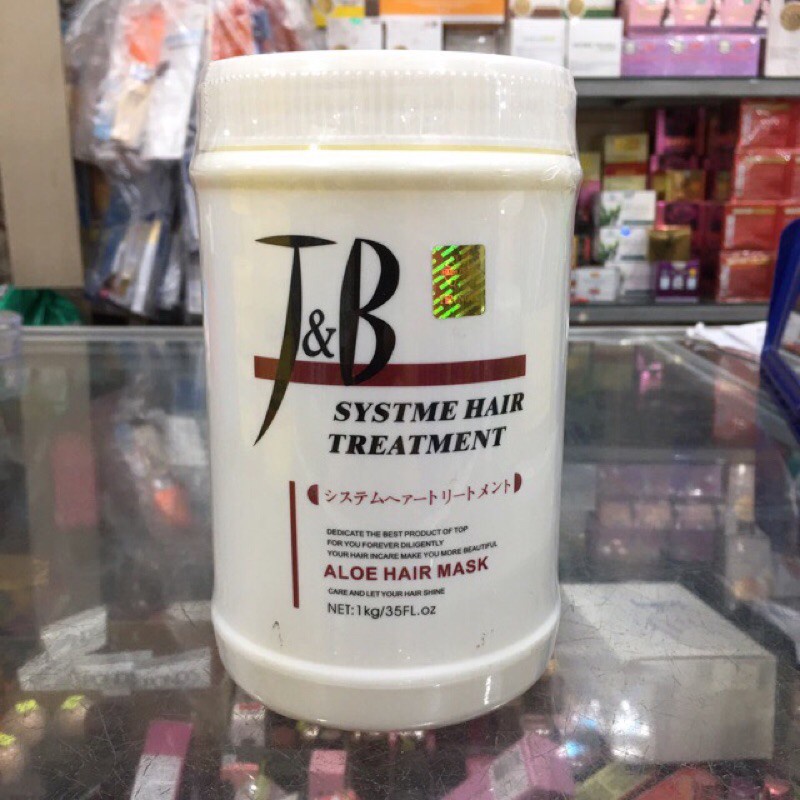 J&B
SYSTME HAIR
TREATMENT
システムヘァートリートメント
DEDICATE THE BEST PRODUCT OF TOP
FOR YOU FOREVER DILIGENTLY
YOUR HAIR INCARE MAKE YOU MORE BEAUTIFUL
ALOE HAIR MASK
CARE AND LET YOUR HAIR SHINE
NET:1kg/35FL.oz